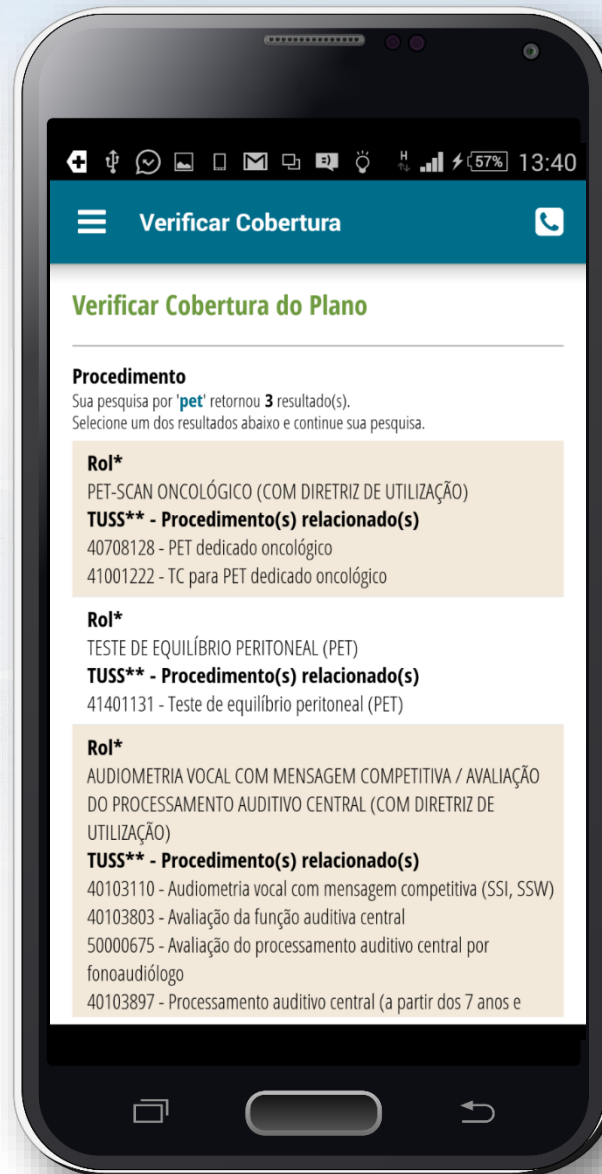 57% 13:40
Verificar Cobertura
Verificar Cobertura do Plano
Procedimento
Sua pesquisa por 'pet' retornou 3 resultado(s).
Selecione um dos resultados abaixo e continue sua pesquisa.
Rol*
PET-SCAN ONCOLÓGICO (COM DIRETRIZ DE UTILIZAÇÃO)
TUSS** - Procedimento(s) relacionado(s)
40708128 - PET dedicado oncológico
41001222 - TC para PET dedicado oncológico
Rol*
TESTE DE EQUILÍBRIO PERITONEAL (PET)
TUSS** - Procedimento(s) relacionado(s)
41401131 - Teste de equilíbrio peritoneal (PET)
Rol*
AUDIOMETRIA VOCAL COM MENSAGEM COMPETITIVA / AVALIAÇÃO
DO PROCESSAMENTO AUDITIVO CENTRAL (COM DIRETRIZ DE
UTILIZAÇÃO)
TUSS** - Procedimento(s) relacionado(s)
40103110 - Audiometria vocal com mensagem competitiva (SSI, SSW)
40103803 - Avaliação da função auditiva central
50000675 - Avaliação do processamento auditivo central por
fonoaudiólogo
40103897 - Processamento auditivo central (a partir dos 7 anos e